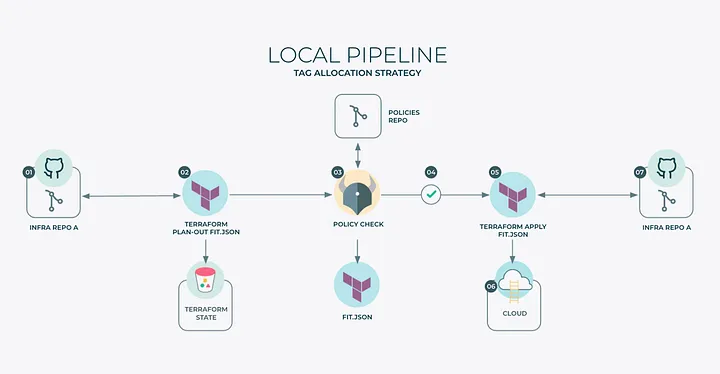 LOCAL PIPELINE
TAG ALLOCATION STRATEGY
POLICIES
REPO
01
02
03
04
05
07
INFRA REPO A
TERRAFORM
PLAN-OUT FIT.JSON
POLICY CHECK
TERRAFORM APPLY
FIT.JSON
INFRA REPO A
TERRAFORM
STATE
FIT.JSON
06
CLOUD